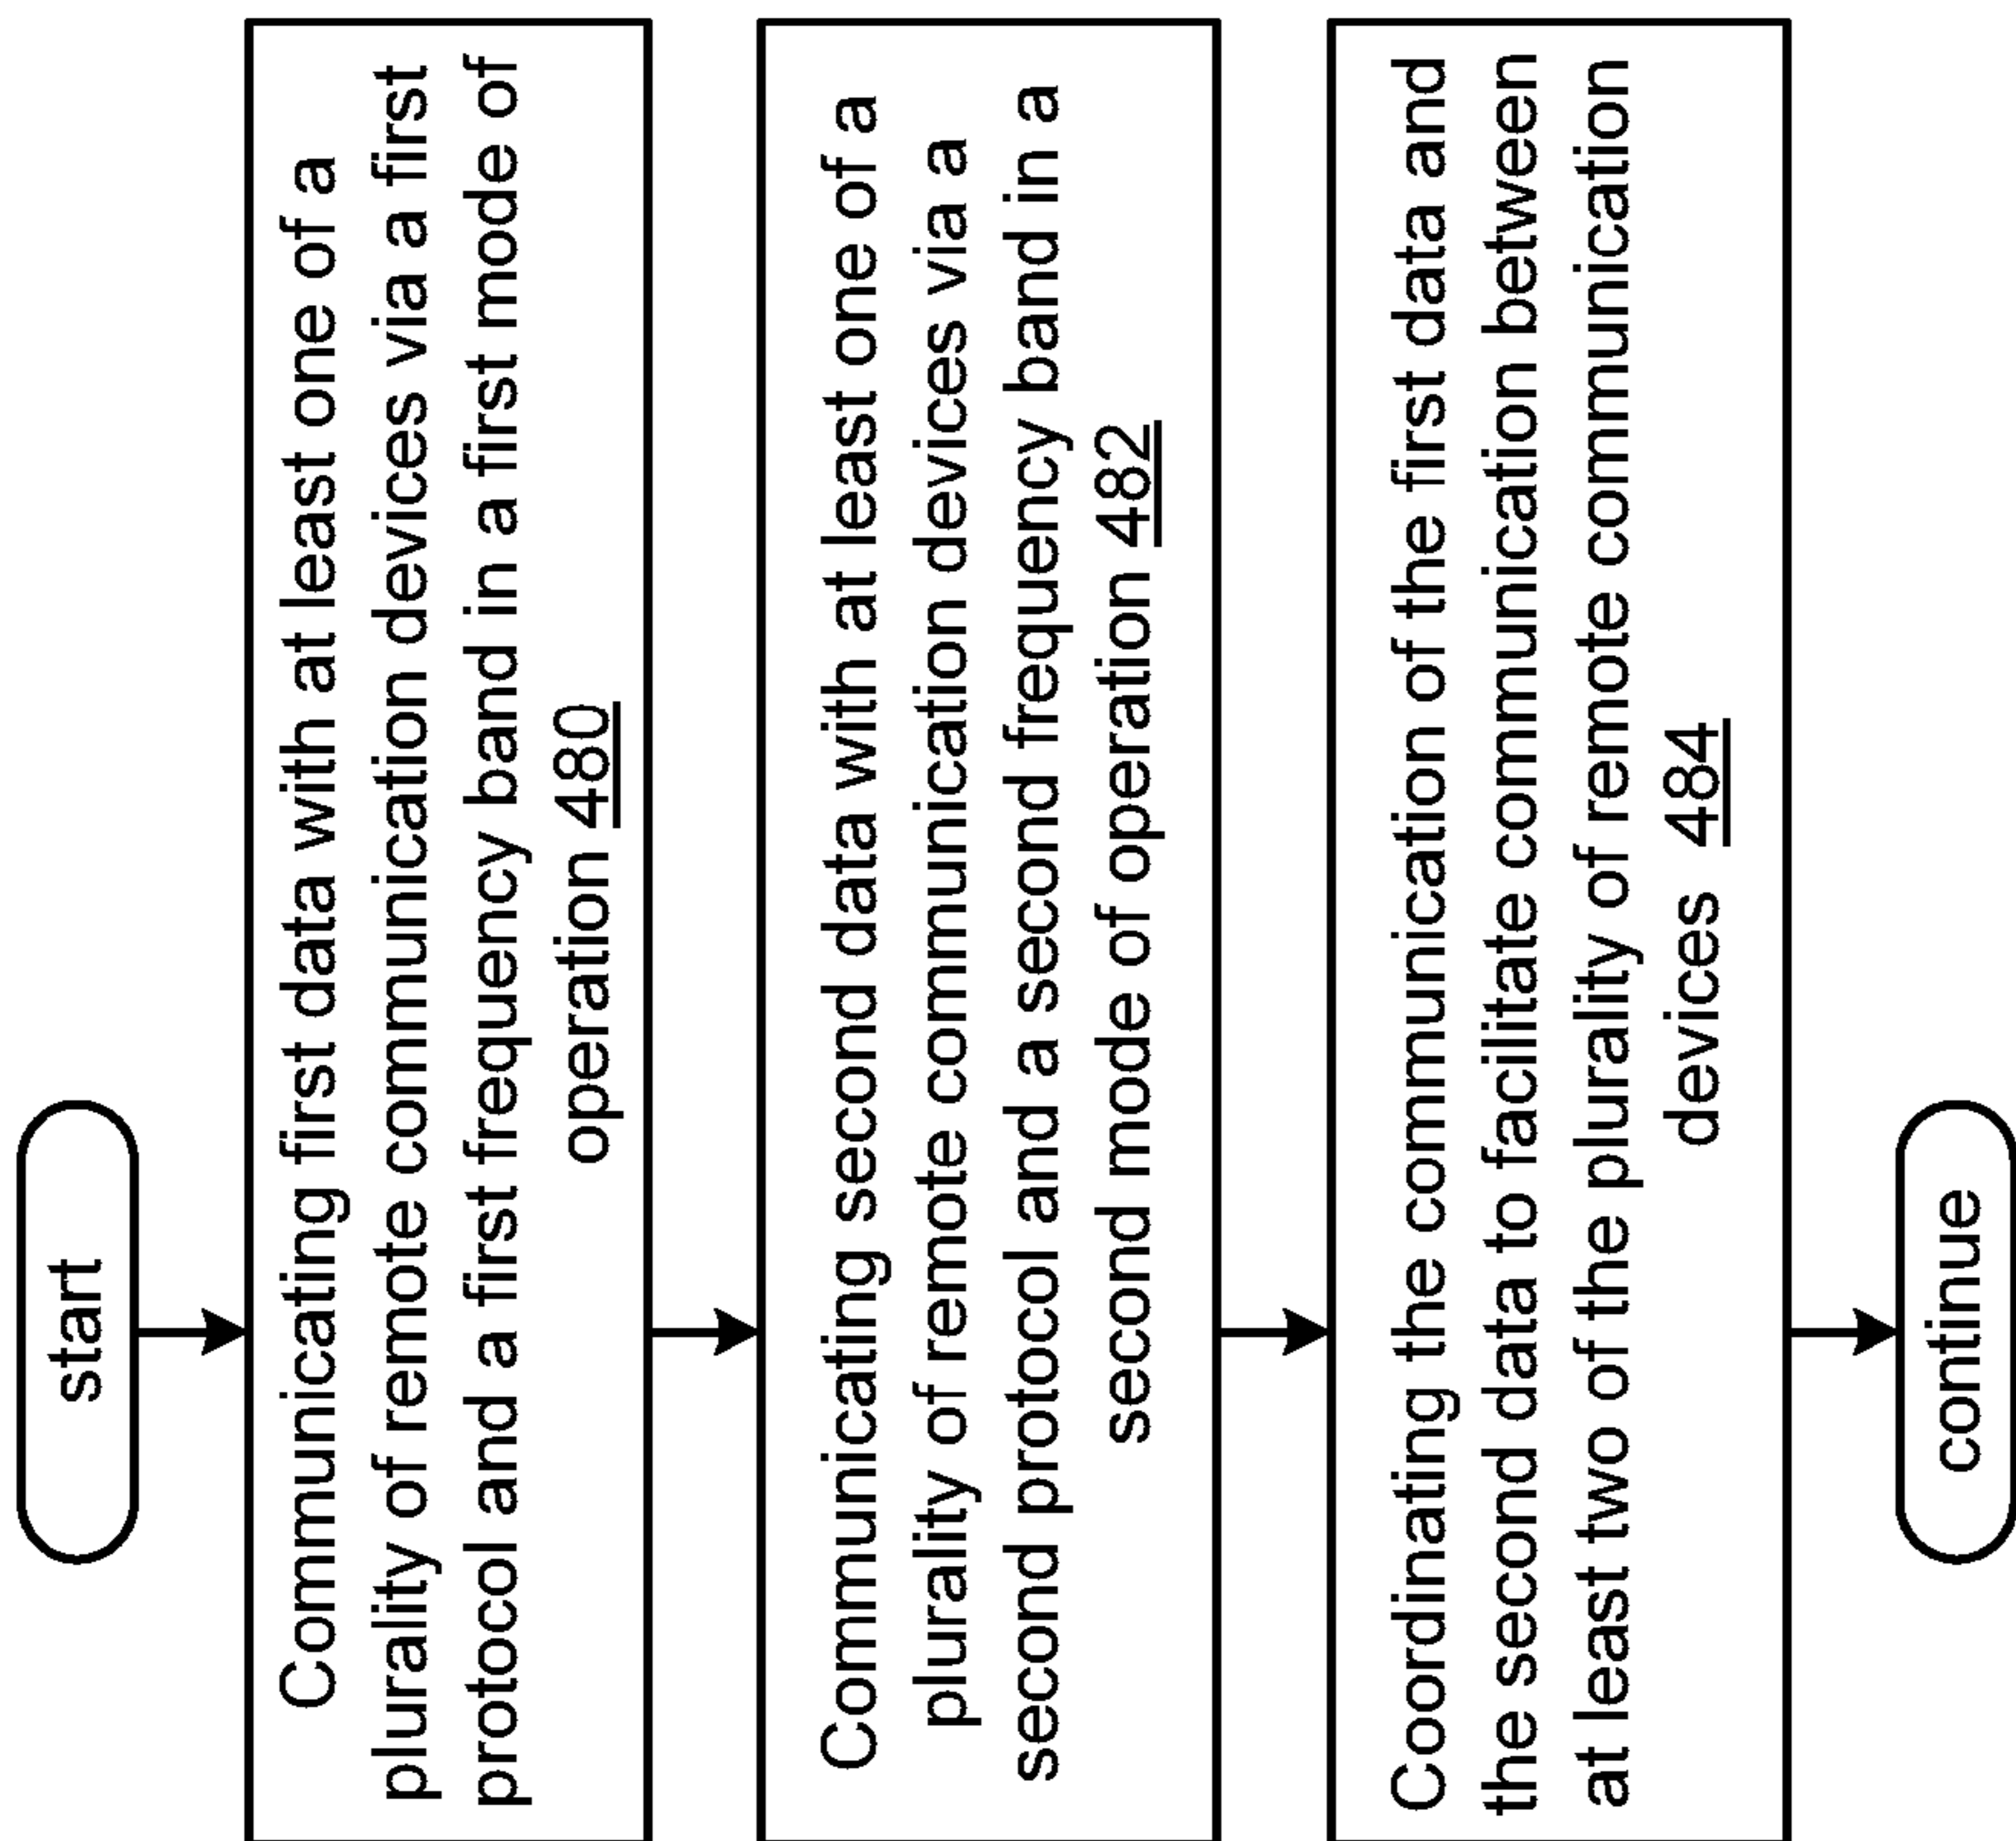 start
Communicating first data with at least one of a
plurality of remote communication devices via a first
protocol and a first frequency band in a first mode of
operation 480
Communicating second data with at least one of a
plurality of remote communication devices via a
second protocol and a second frequency band in a
second mode of operation 482
Coordinating the communication of the first data and
the second data to facilitate communication between
at least two of the plurality of remote communication
devices 484
continue